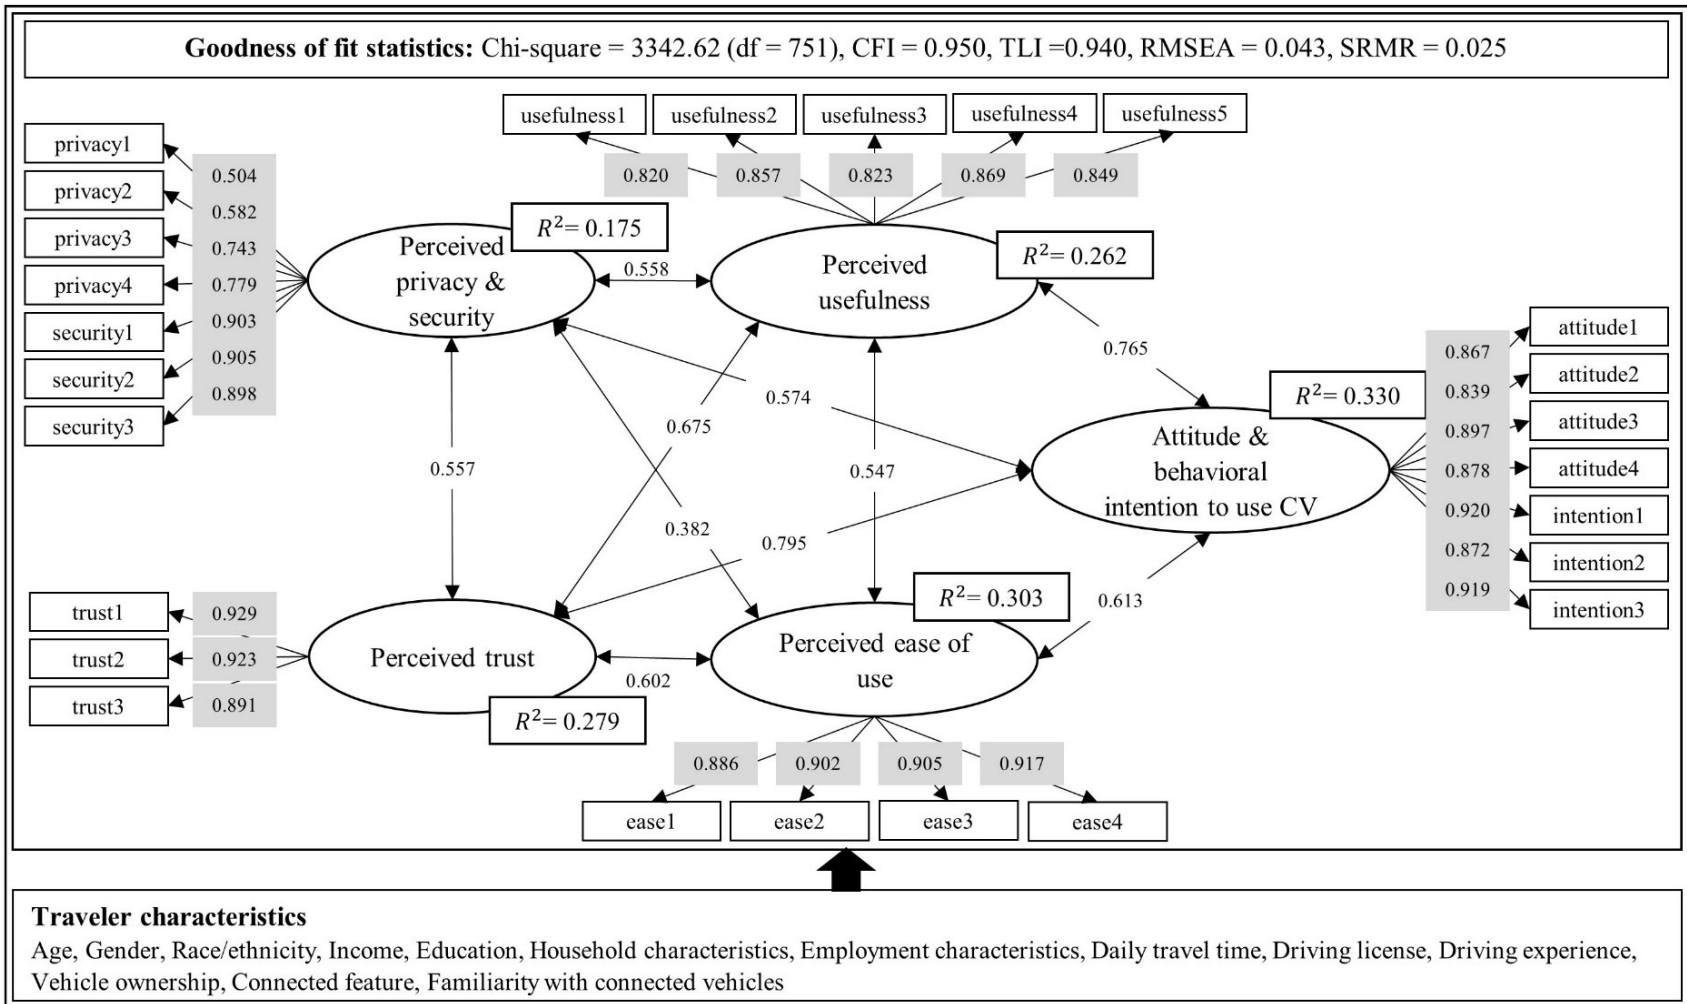 Goodness of fit statistics: Chi-square = 3342.62 (df = 751), CFI = 0.950, TLI =0.940, RMSEA = 0.043, SRMR = 0.025
usefulness1
usefulness2
usefulness3
usefulness4
usefulness5
0.820
0.857
0.823
0.869
0.849
privacy1
privacy2
privacy3
privacy4
security1
security2
security3
0.504
0.582
0.743
0.779
0.903
0.905
0.898
Perceived
privacy &
security
R²= 0.175
0.558
Perceived
usefulness
R²= 0.262
0.765
0.574
0.675
0.557
0.547
0.382
0.795
0.613
0.602
Attitude &
behavioral
intention to use CV
R²= 0.330
0.867
0.839
0.897
0.878
0.920
0.872
0.919
attitude1
attitude2
attitude3
attitude4
intention1
intention2
intention3
trust1
trust2
trust3
0.929
0.923
0.891
Perceived trust
R²= 0.279
Perceived ease of
use
R²= 0.303
0.886
0.902
0.905
0.917
ease1
ease2
ease3
ease4
Traveler characteristics
Age, Gender, Race/ethnicity, Income, Education, Household characteristics, Employment characteristics, Daily travel time, Driving license, Driving experience,
Vehicle ownership, Connected feature, Familiarity with connected vehicles